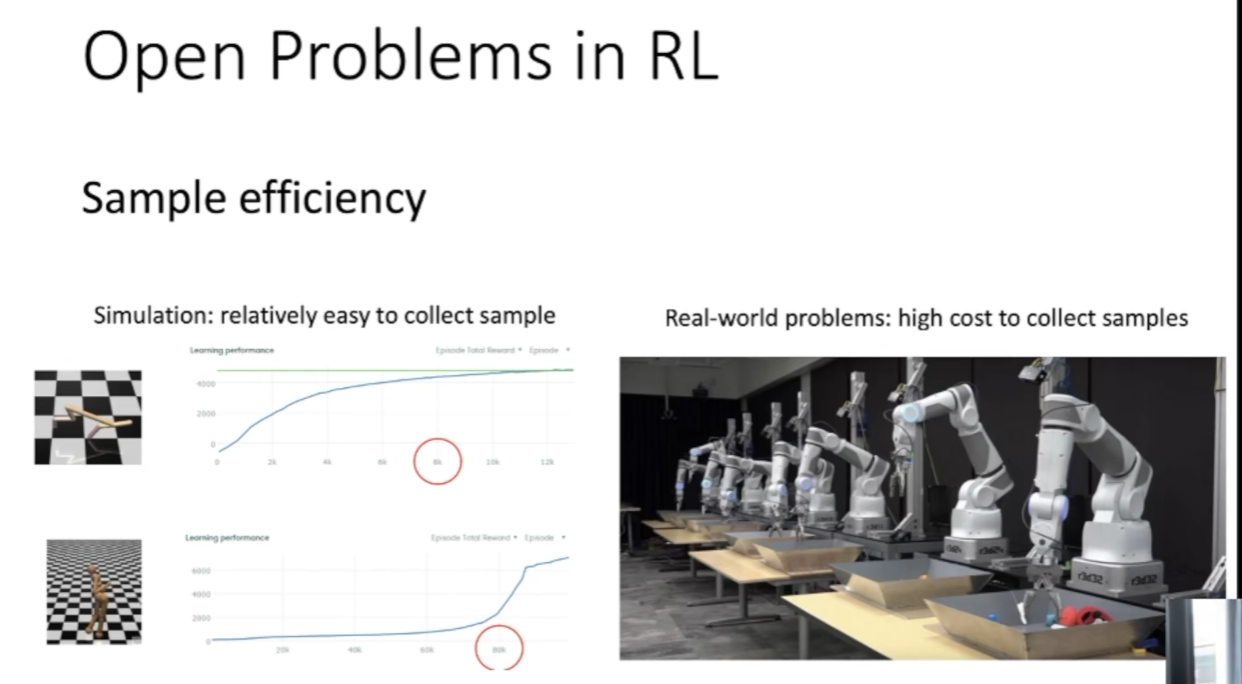 Open Problems in RL
Sample efficiency
Simulation: relatively easy to collect sample
Real-world problems: high cost to collect samples
Learning performance
Episode Total Reward
Episode
4000
2000
0
0
2k
4k
6k
8k
10k
12k
Learning performance
Episode Total Reward
Episode
6000
4000
2000
0
20k
40k
60k
80k
r3d32
r3d32